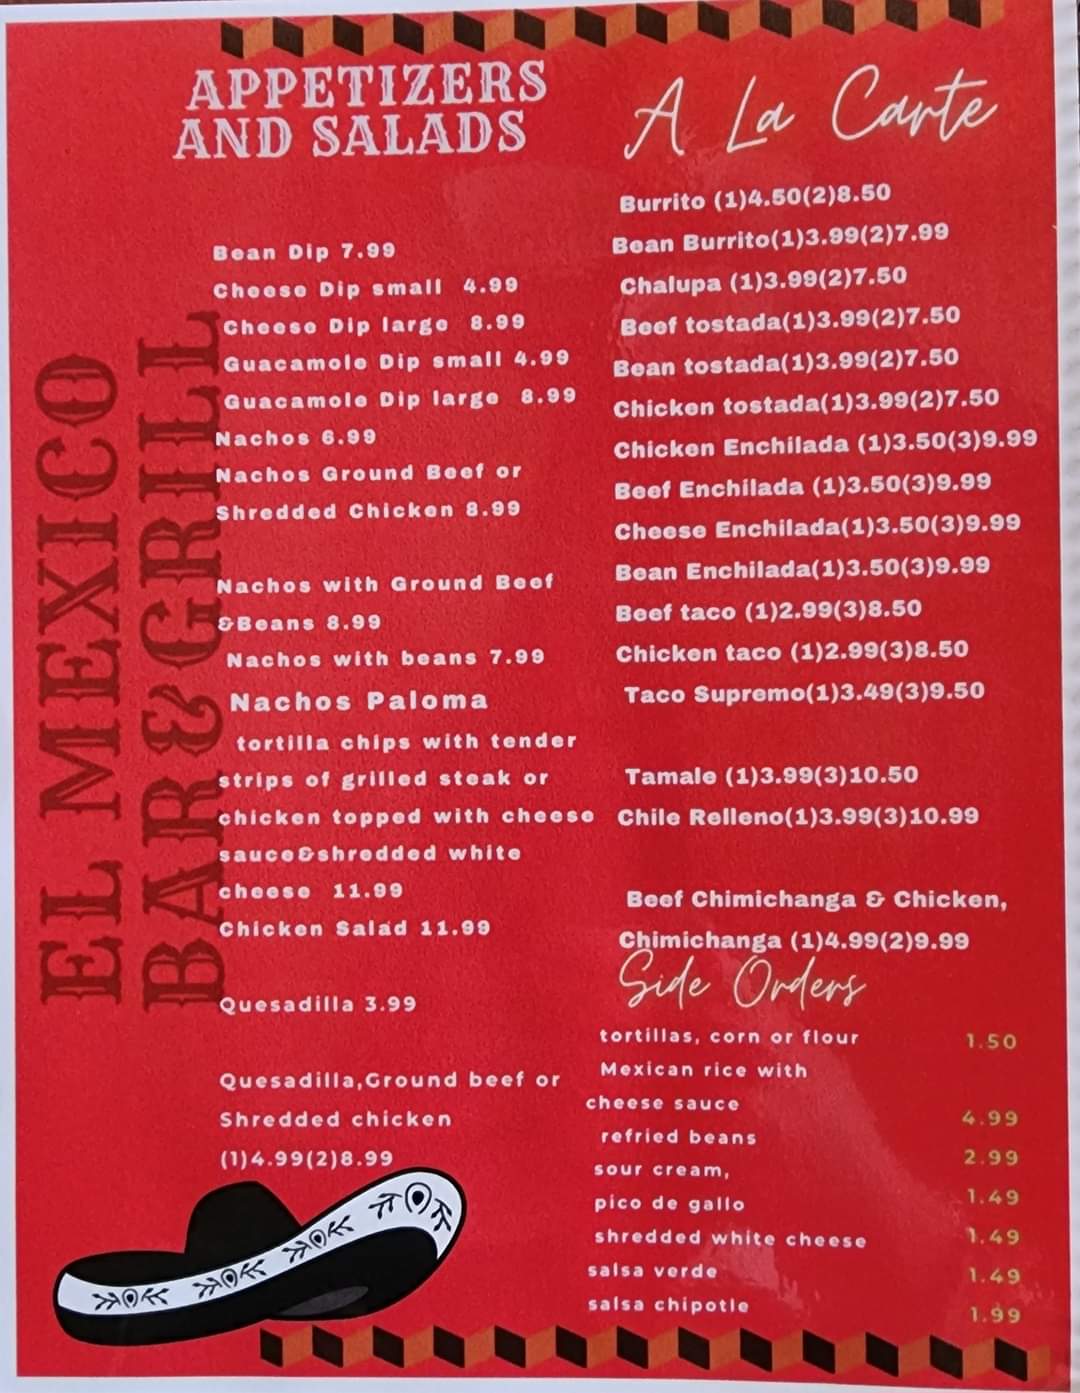 EL MEXICO
BAR & GRILL
APPETIZERS
AND SALADS
Bean Dip 7.99
Cheese Dip small 4.99
Cheese Dip large 8.99
Guacamole Dip small 4.99
Guacamole Dip large 8.99
Nachos 6.99
Nachos Ground Beef or
Shredded Chicken 8.99
Nachos with Ground Beef
&Beans 8.99
Nachos with beans 7.99
Nachos Paloma
tortilla chips with tender
strips of grilled steak or
chicken topped with cheese
sauce&shredded white
cheese 11.99
Chicken Salad 11.99
Quesadilla 3.99
Quesadilla,Ground beef or
Shredded chicken
(1)4.99(2)8.99
A La Carte
Burrito (1)4.50(2)8.50
Bean Burrito(1)3.99(2)7.99
Chalupa (1)3.99(2)7.50
Beef tostada(1)3.99(2)7.50
Bean tostada(1)3.99(2)7.50
Chicken tostada(1)3.99(2)7.50
Chicken Enchilada (1)3.50(3)9.99
Beef Enchilada (1)3.50(3)9.99
Cheese Enchilada(1)3.50(3)9.99
Bean Enchilada(1)3.50(3)9.99
Beef taco (1)2.99(3)8.50
Chicken taco (1)2.99(3)8.50
Taco Supremo(1)3.49(3)9.50
Tamale (1)3.99(3)10.50
Chile Relleno(1)3.99(3)10.99
Beef Chimichanga & Chicken,
Chimichanga (1)4.99(2)9.99
Side Orders
tortillas, corn or flour 1.50
Mexican rice with
cheese sauce 4.99
refried beans 2.99
sour cream, 1.49
pico de gallo 1.49
shredded white cheese 1.49
salsa verde 1.99
salsa chipotle